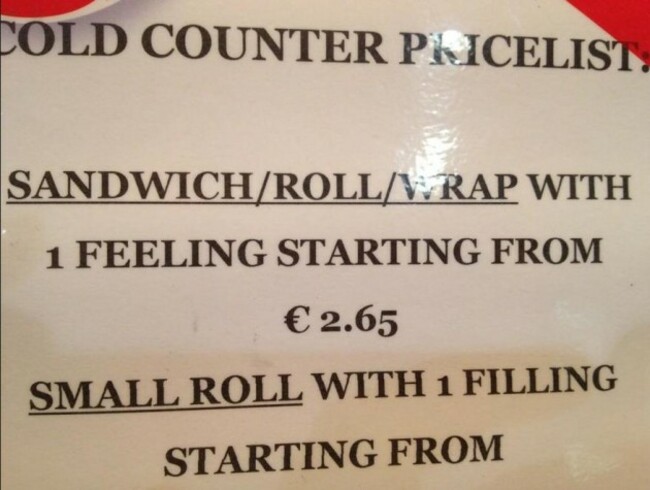 COLD COUNTER PRICELIST:
SANDWICH/ROLL/WRAP WITH
1 FEELING STARTING FROM
€ 2.65
SMALL ROLL WITH 1 FILLING
STARTING FROM